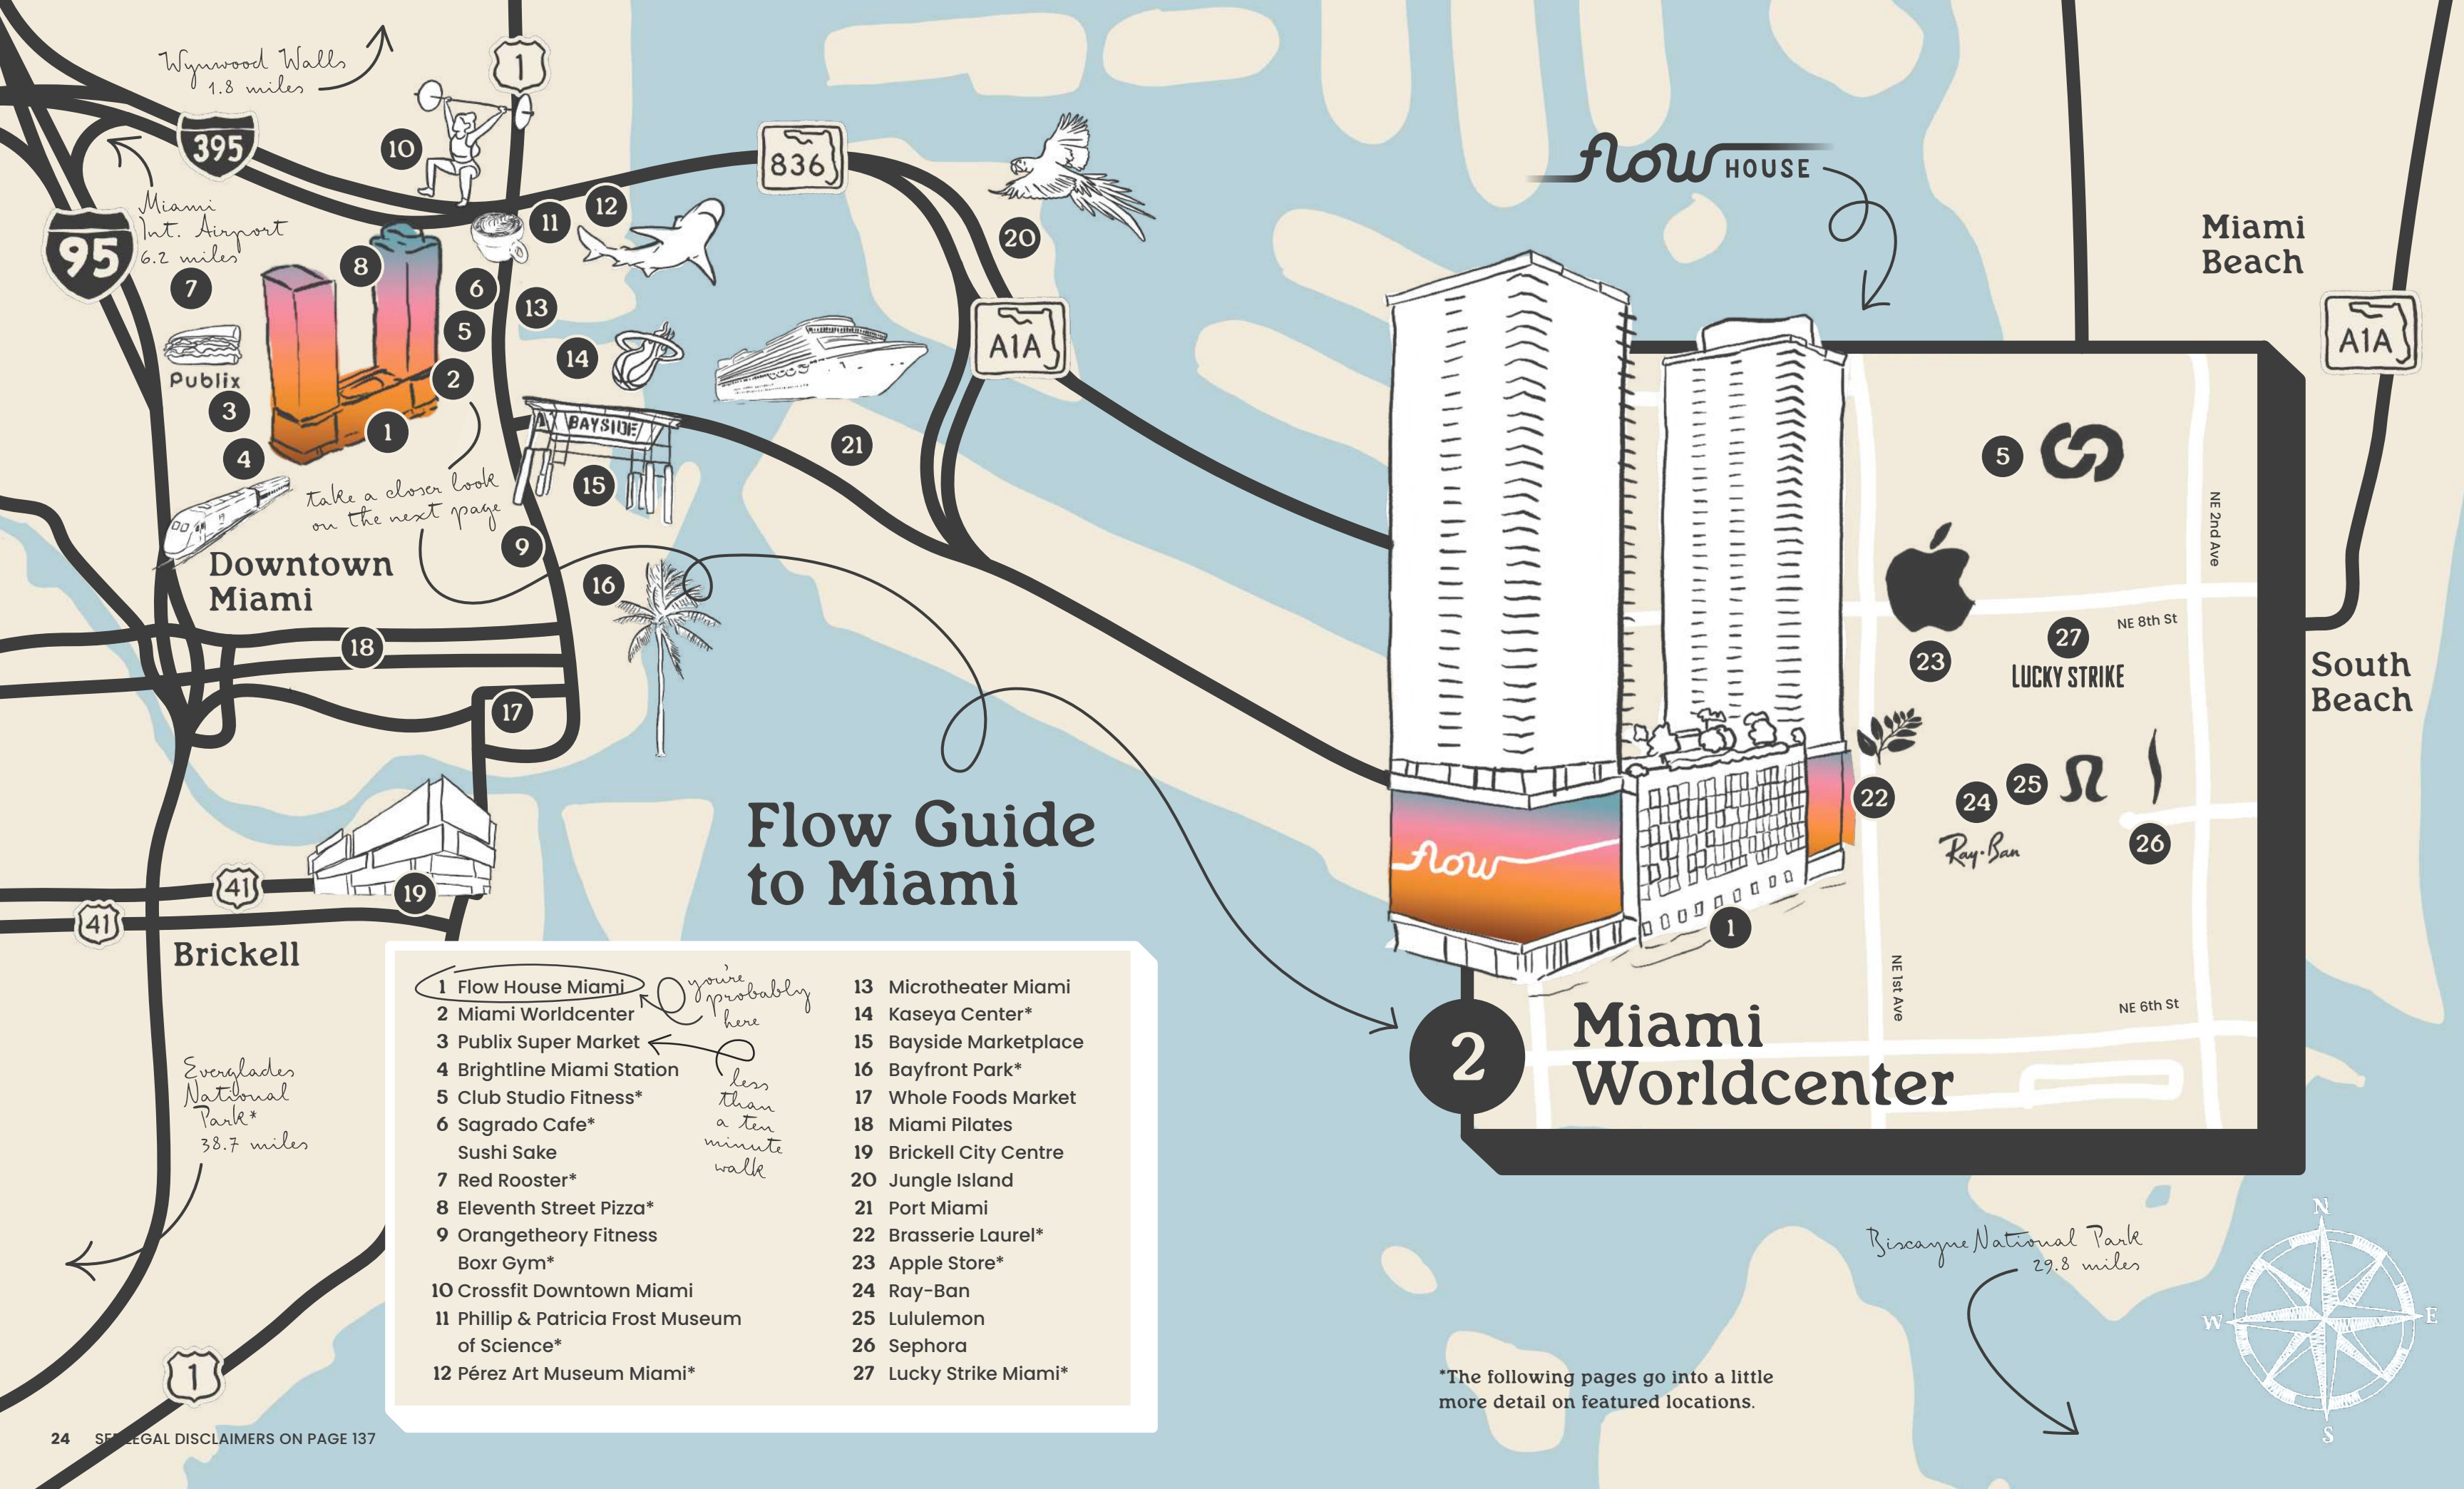 Wynwood Walls
1.8 miles
1
395
10
836
flow HOUSE
Miami
Beach
A1A
95
Miami
Int. Airport
6.2 miles
7
8
11
12
20
6
13
5
14
A1A
Publix
3
2
1
4
BAYSIDE
15
21
take a closer look
on the next page
9
16
Downtown
Miami
18
17
5
NE 2nd Ave
23
NE 8th St
27
LUCKY STRIKE
South
Beach
22
24
25
26
Ray-Ban
flow
1
NE 1st Ave
NE 6th St
2
Miami
Worldcenter
Flow Guide
to Miami
19
41
41
Brickell
Everglades
National
Park*
38.7 miles
1 Flow House Miami
you're
probably
here
2 Miami Worldcenter
3 Publix Super Market
less
than
a ten
minute
walk
4 Brightline Miami Station
5 Club Studio Fitness*
6 Sagrado Cafe*
Sushi Sake
7 Red Rooster*
8 Eleventh Street Pizza*
9 Orangetheory Fitness
Boxr Gym*
10 Crossfit Downtown Miami
11 Phillip & Patricia Frost Museum
of Science*
12 Pérez Art Museum Miami*
13 Microtheater Miami
14 Kaseya Center*
15 Bayside Marketplace
16 Bayfront Park*
17 Whole Foods Market
18 Miami Pilates
19 Brickell City Centre
20 Jungle Island
21 Port Miami
22 Brasserie Laurel*
23 Apple Store*
24 Ray-Ban
25 Lululemon
26 Sephora
27 Lucky Strike Miami*
Biscayne National Park
29.8 miles
N
W
E
S
*The following pages go into a little
more detail on featured locations.
1
24 SEE LEGAL DISCLAIMERS ON PAGE 137